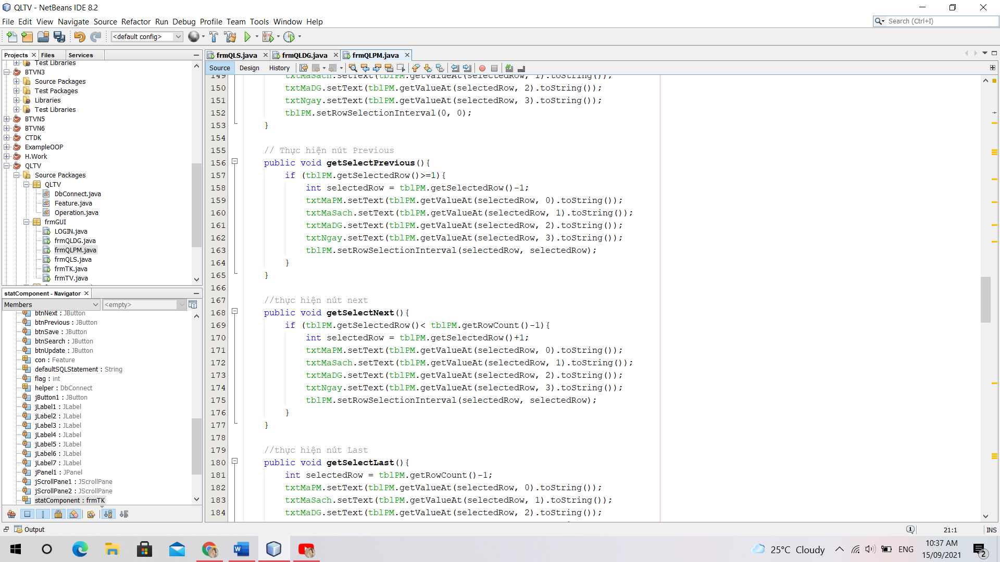 QLTV - NetBeans IDE 8.2
File Edit View Navigate Source Refactor Run Debug Profile Team Tools Window Help
Search (Ctrl+I)
<default config>
Projects Files Services
Test Libraries
BTVN3
Source Packages
Test Packages
Libraries
Test Libraries
BTVN5
BTVN6
CTDK
ExampleOOP
H.Work
QLTV
Source Packages
QLTV
DbConnect.java
Feature.java
Operation.java
frmGUI
LOGIN.java
frmQLDG.java
frmQLPM.java
frmQLS.java
frmTK.java
frmTV.java
statComponent - Navigator
Members
<empty>
btnNext : JButton
btnPrevious : JButton
btnSave : JButton
btnSearch : JButton
btnUpdate : JButton
con : Feature
defaultSQLStatement : String
flag : int
helper : DbConnect
jButton1 : JButton
jLabel1 : JLabel
jLabel2 : JLabel
jLabel3 : JLabel
jLabel4 : JLabel
jLabel5 : JLabel
jLabel6 : JLabel
jLabel7 : JLabel
jPanel1 : JPanel
jScrollPane1 : JScrollPane
jScrollPane2 : JScrollPane
statComponent : frmTK
frmQLS.java frmQLDG.java frmQLPM.java
Source Design History
149 txtMaSach.setText(tblPM.getValueAt(selectedRow, 1).toString());
150 txtMaDG.setText(tblPM.getValueAt(selectedRow, 2).toString());
151 txtNgay.setText(tblPM.getValueAt(selectedRow, 3).toString());
152 tblPM.setRowSelectionInterval(0, 0);
153 }
154
155 // Thực hiện nút Previous
156 public void getSelectPrevious(){
157 if (tblPM.getSelectedRow()>=1){
158 int selectedRow = tblPM.getSelectedRow()-1;
159 txtMaPM.setText(tblPM.getValueAt(selectedRow, 0).toString());
160 txtMaSach.setText(tblPM.getValueAt(selectedRow, 1).toString());
161 txtMaDG.setText(tblPM.getValueAt(selectedRow, 2).toString());
162 txtNgay.setText(tblPM.getValueAt(selectedRow, 3).toString());
163 tblPM.setRowSelectionInterval(selectedRow, selectedRow);
164 }
165 }
166
167 //thực hiện nút next
168 public void getSelectNext(){
169 if (tblPM.getSelectedRow()< tblPM.getRowCount()-1){
170 int selectedRow = tblPM.getSelectedRow()+1;
171 txtMaPM.setText(tblPM.getValueAt(selectedRow, 0).toString());
172 txtMaSach.setText(tblPM.getValueAt(selectedRow, 1).toString());
173 txtMaDG.setText(tblPM.getValueAt(selectedRow, 2).toString());
174 txtNgay.setText(tblPM.getValueAt(selectedRow, 3).toString());
175 tblPM.setRowSelectionInterval(selectedRow, selectedRow);
176 }
177 }
178
179 //thực hiện nút Last
180 public void getSelectLast(){
181 int selectedRow = tblPM.getRowCount()-1;
182 txtMaPM.setText(tblPM.getValueAt(selectedRow, 0).toString());
183 txtMaSach.setText(tblPM.getValueAt(selectedRow, 1).toString());
184 txtMaDG.setText(tblPM.getValueAt(selectedRow, 2).toString());
Output
1
21:1
INS
25°C Cloudy
ENG
10:37 AM
15/09/2021
2